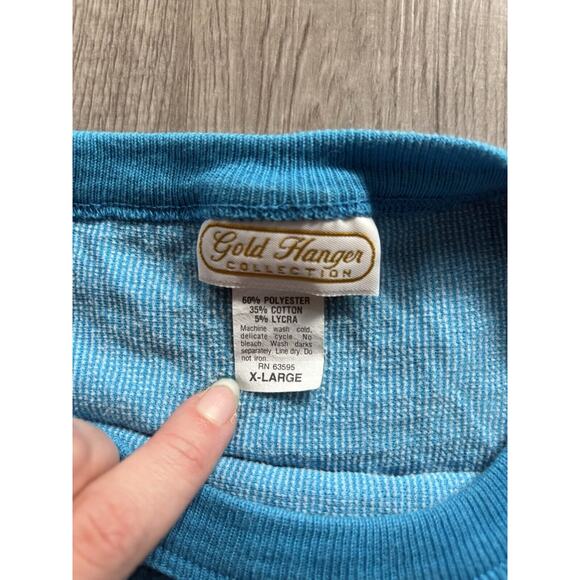 Gold Hanger
COLLECTION
60% POLYESTER
35% COTTON
5% LYCRA
Machine wash cold,
delicate cycle. No
bleach. Wash darks
separately. Line dry. Do
not iron.
RN 63595
X-LARGE